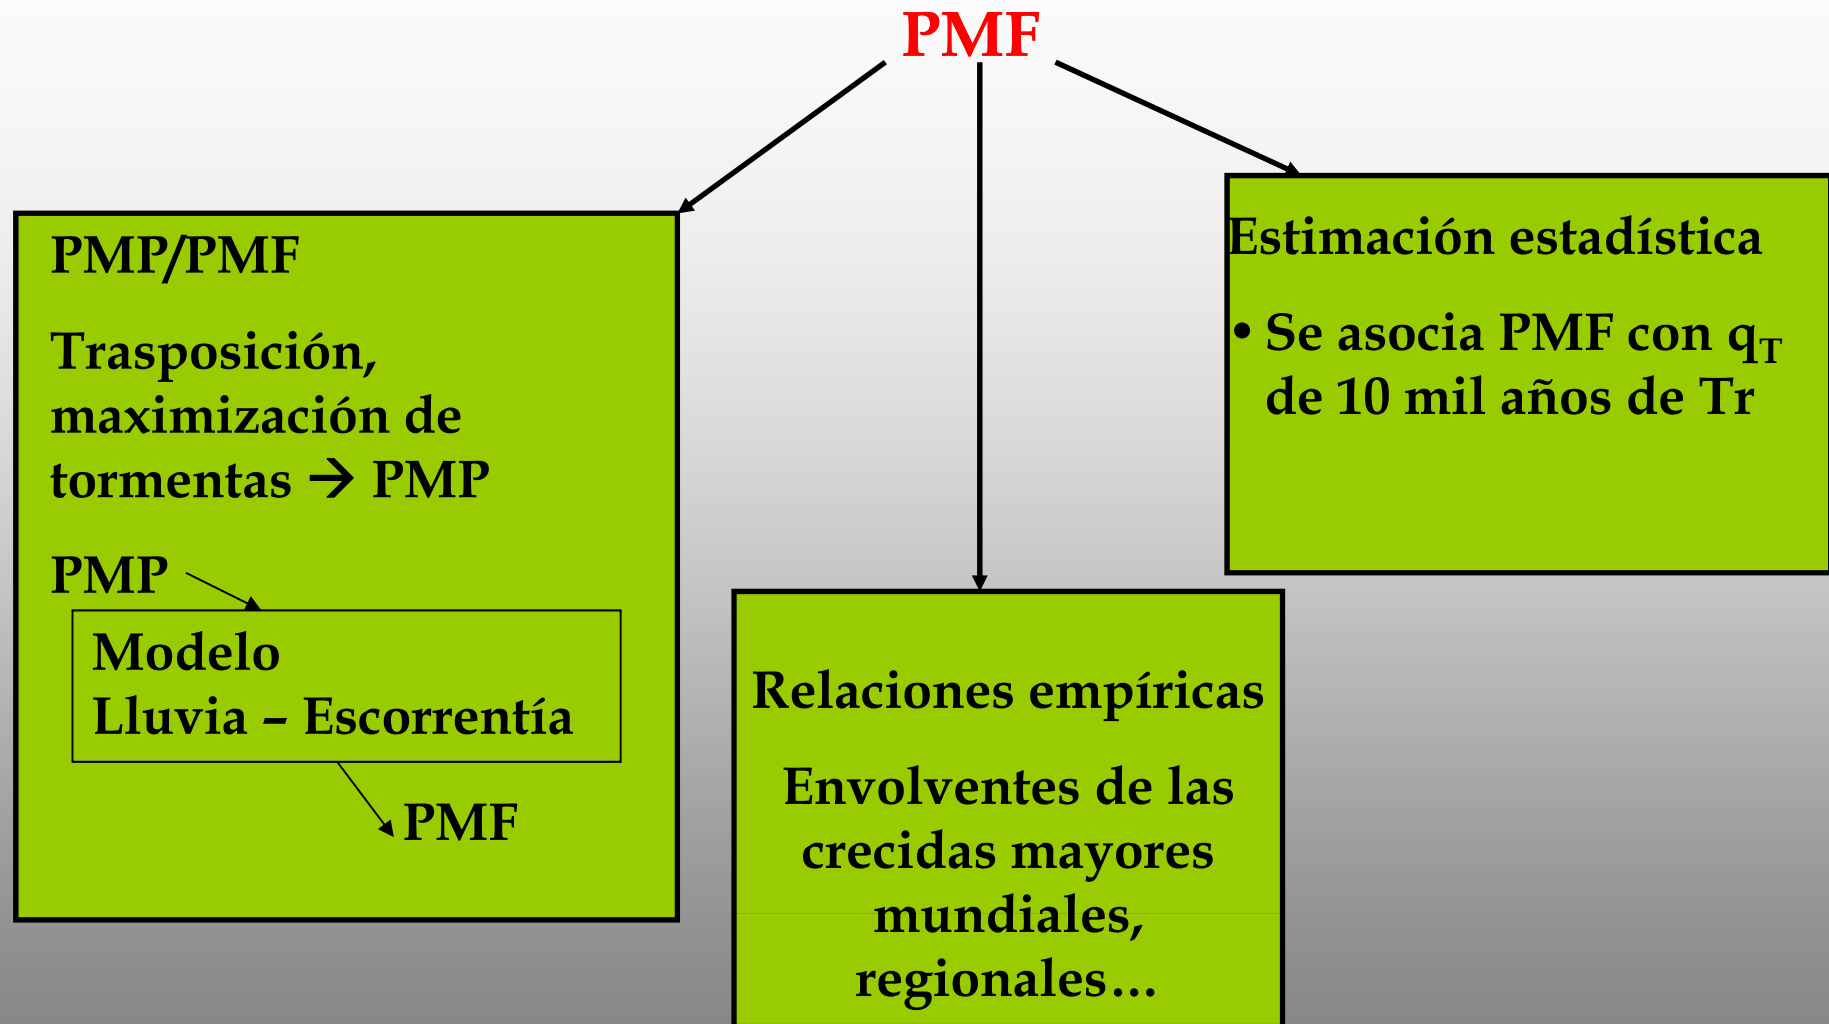 PMF
PMP/PMF
Trasposición,
maximización de
tormentas → PMP
PMP
Modelo
Lluvia – Escorrentía
PMF
Relaciones empíricas
Envolventes de las
crecidas mayores
mundiales,
regionales…
Estimación estadística
• Se asocia PMF con qT
de 10 mil años de Tr